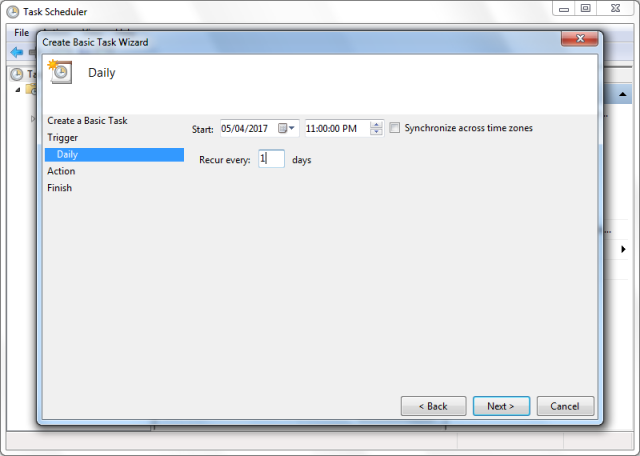 Task Scheduler
File
Create Basic Task Wizard
Daily
Create a Basic Task
Trigger
Daily
Action
Finish
Start: 05/04/2017 11:00:00 PM Synchronize across time zones
Recur every: 1 days
< Back Next > Cancel